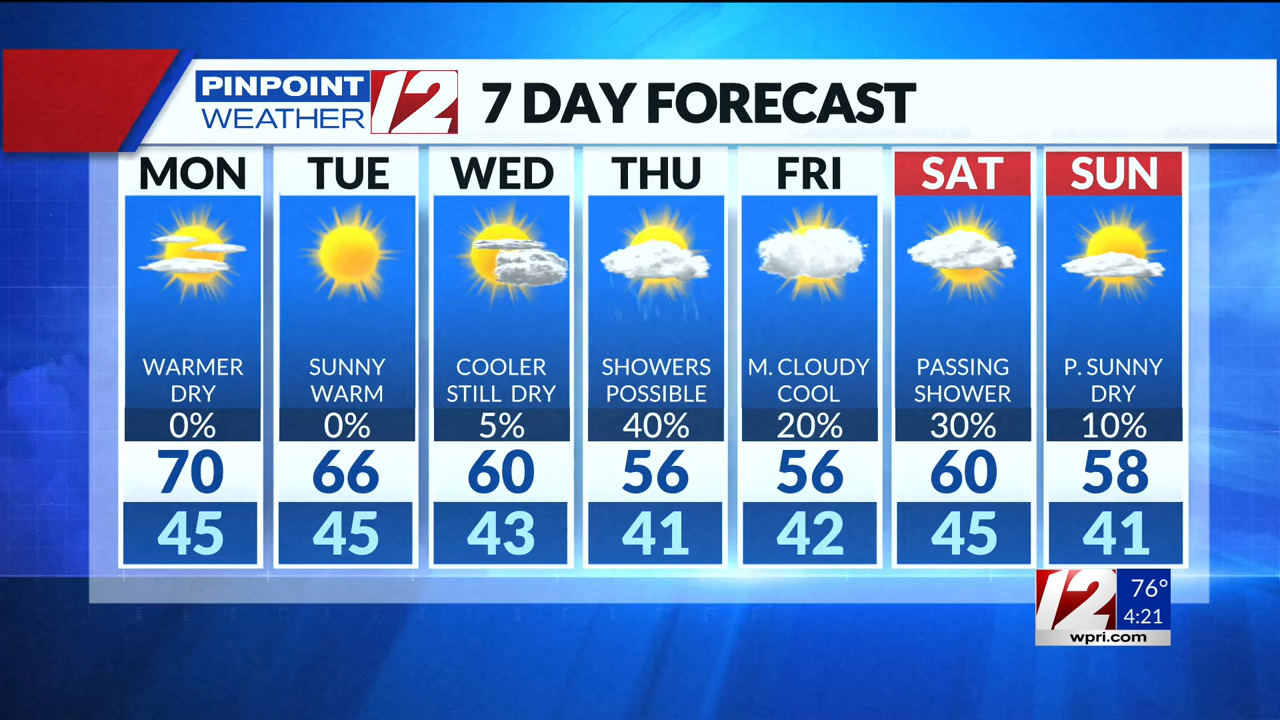 PINPOINT
WEATHER
12
7 DAY FORECAST
MON TUE WED THU FRI SAT SUN
WARMER SUNNY COOLER SHOWERS M. CLOUDY PASSING P. SUNNY
DRY WARM STILL DRY POSSIBLE COOL SHOWER DRY
0% 0% 5% 40% 20% 30% 10%
70 66 60 56 56 60 58
45 45 43 41 42 45 41
12
76°
4:21
wpri.com